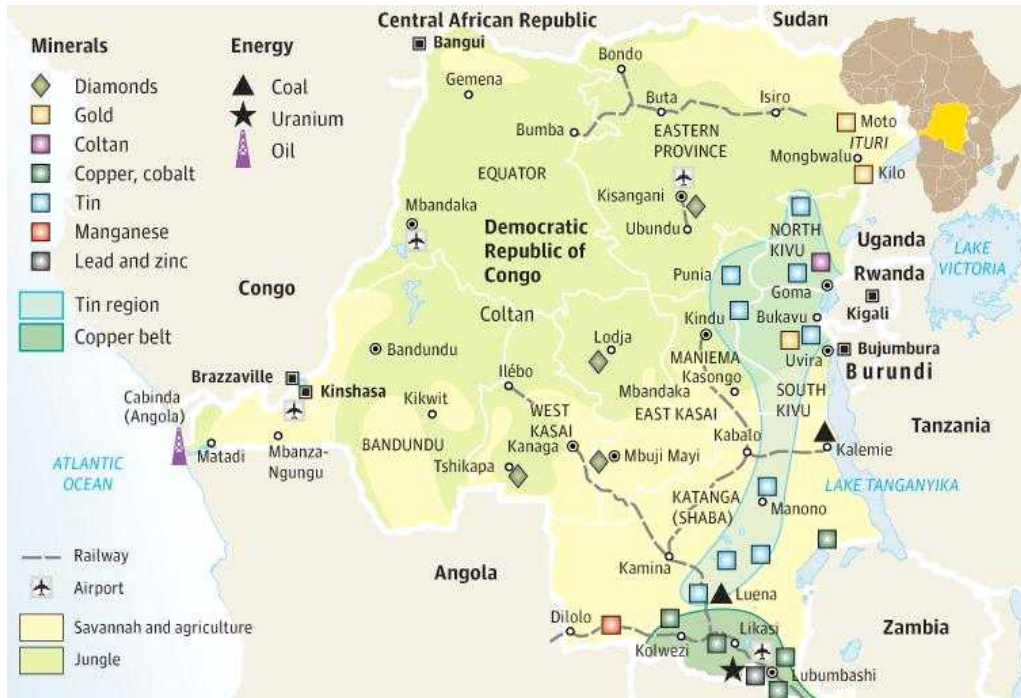 Minerals
Diamonds
Gold
Coltan
Copper, cobalt
Tin
Manganese
Lead and zinc
Tin region
Copper belt
Energy
Coal
Uranium
Oil
Central African Republic
Sudan
Bangui
Bondo
Gemena
Buta
Isiro
Bumba
Moto
ITURI
EASTERN
PROVINCE
Mongbwalu
Kilo
EQUATOR
Kisangani
Mbandaka
Ubundu
NORTH
KIVU
Democratic
Republic of
Congo
Uganda
LAKE
VICTORIA
Punia
Rwanda
Goma
Kigali
Congo
Coltan
Kindu
Bukavu
Bandundu
Lodja
MANIEMA
Uvira
Bujumbura
Burundi
Brazzaville
Kinshasa
Ilébo
Kasongo
Cabinda
(Angola)
Kikwit
Mbandaka
SOUTH
KIVU
WEST
KASAI
EAST KASAI
Tanzania
Matadi
Mbanza-
Ngungu
BANDUNDU
Kanaga
Kabalo
Kalemie
Tshikapa
Mbuji Mayi
ATLANTIC
OCEAN
LAKE TANGANYIKA
KATANGA
(SHABA)
Manono
Railway
Airport
Savannah and agriculture
Jungle
Angola
Kamina
Luena
Dilolo
Kolwezi
Likasi
Lubumbashi
Zambia